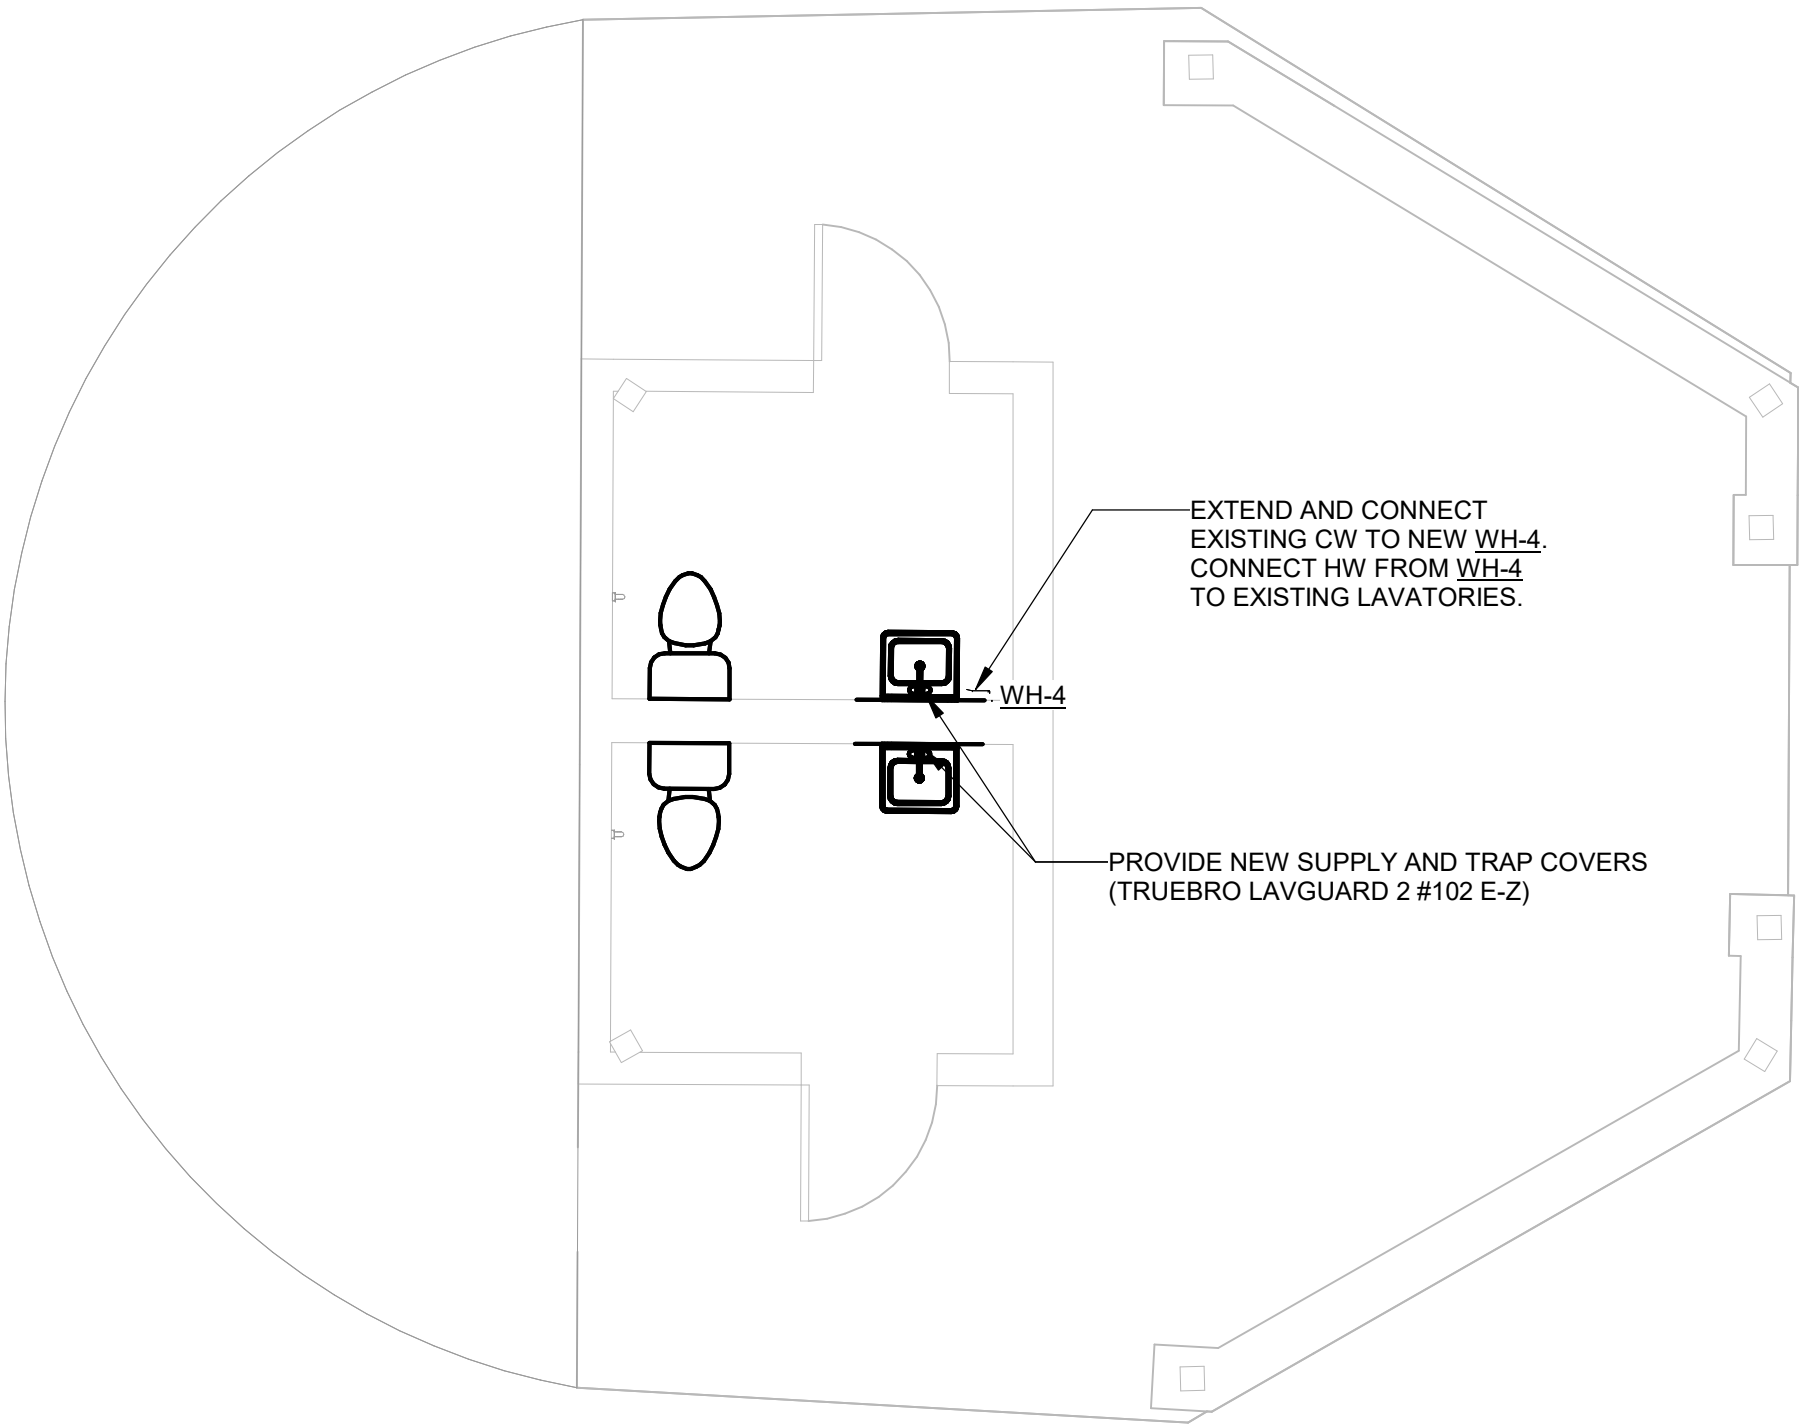 EXTEND AND CONNECT
EXISTING CW TO NEW WH-4.
CONNECT HW FROM WH-4
TO EXISTING LAVATORIES.
WH-4
PROVIDE NEW SUPPLY AND TRAP COVERS
(TRUEBRO LAVGUARD 2 #102 E-Z)